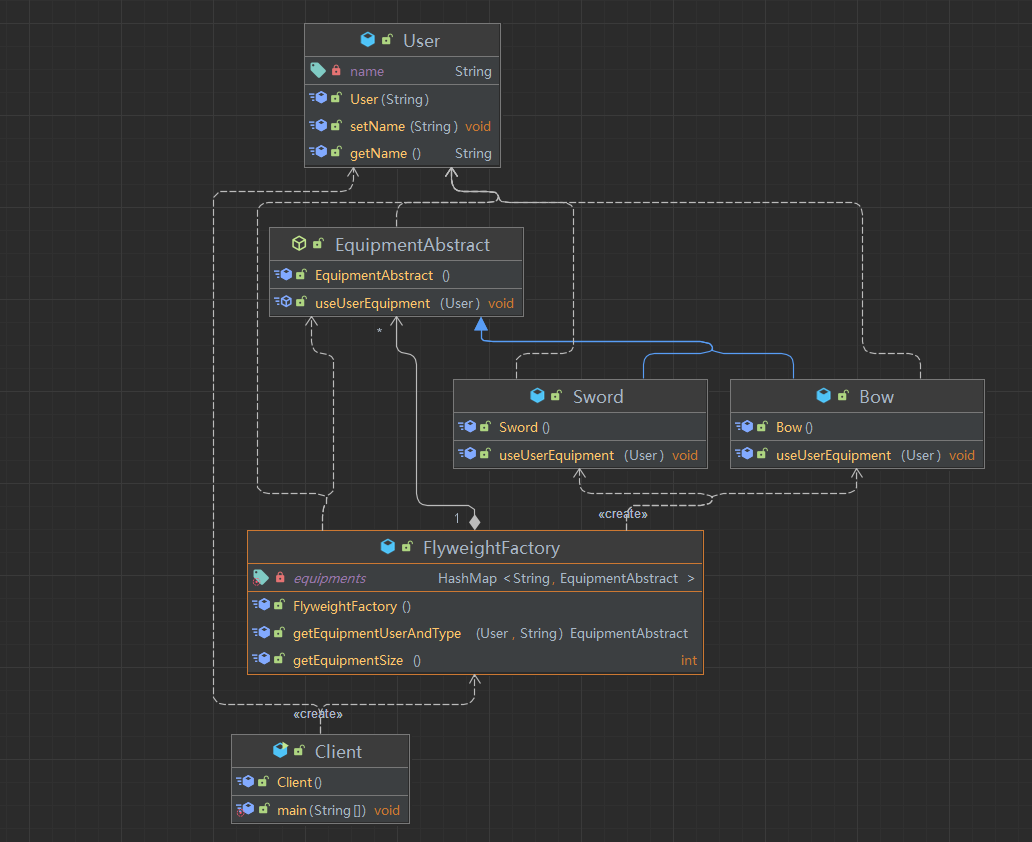 User
name String
User (String)
setName (String) void
getName () String
EquipmentAbstract
EquipmentAbstract ()
useUserEquipment (User) void
*
Sword
Sword ()
useUserEquipment (User) void
Bow
Bow ()
useUserEquipment (User) void
«create»
1
FlyweightFactory
equipments HashMap <String, EquipmentAbstract >
FlyweightFactory ()
getEquipmentUserAndType (User , String) EquipmentAbstract
getEquipmentSize () int
«create»
Client
Client ()
main (String[]) void